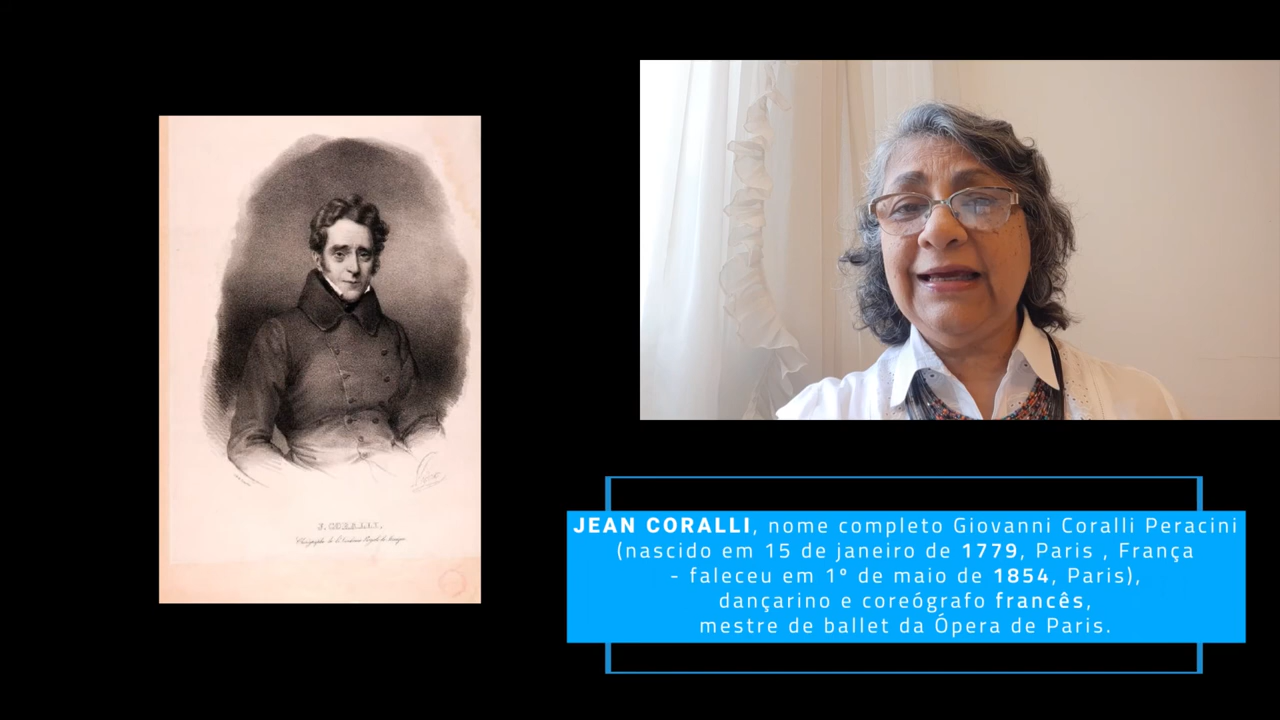 J. CORALLI,
JEAN CORALLI, nome completo Giovanni Coralli Peracini
(nascido em 15 de janeiro de 1779, Paris , França
- faleceu em 1º de maio de 1854, Paris),
dançarino e coreógrafo francês,
mestre de ballet da Ópera de Paris.